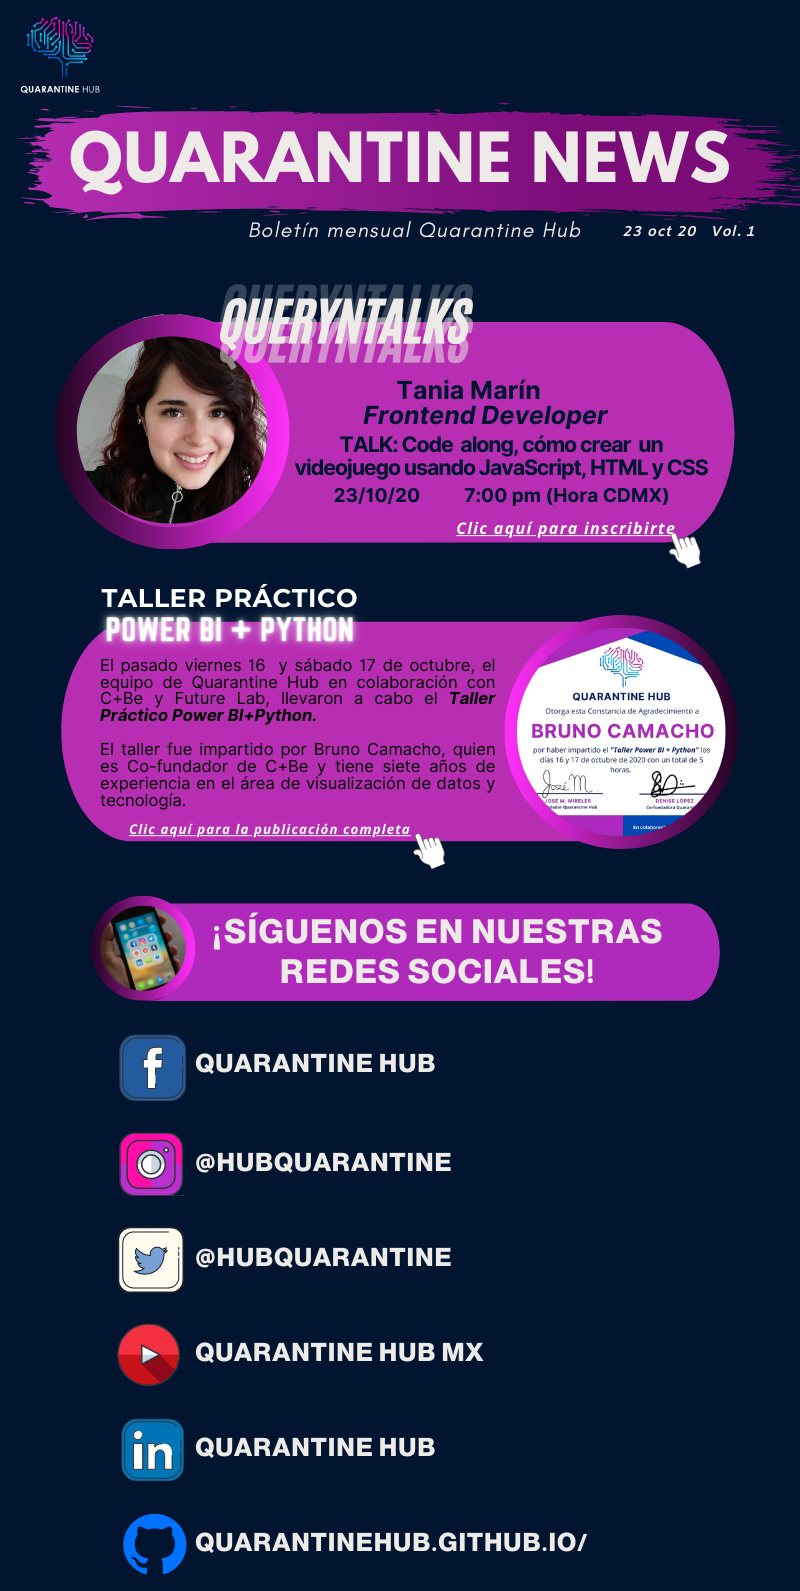 QUARANTINE HUB
QUARANTINE NEWS
Boletín mensual Quarantine Hub 23 oct 20 Vol. 1
QUERYNTALKS
Tania Marín
Frontend Developer
TALK: Code along, cómo crear un
videojuego usando JavaScript, HTML y CSS
23/10/20 7:00 pm (Hora CDMX)
Clic aquí para inscribirte
TALLER PRÁCTICO
POWER BI + PYTHON
El pasado viernes 16 y sábado 17 de octubre, el
equipo de Quarantine Hub en colaboración con
C+Be y Future Lab, llevaron a cabo el Taller
Práctico Power BI+Python.
El taller fue impartido por Bruno Camacho, quien
es Co-fundador de C+Be y tiene siete años de
experiencia en el área de visualización de datos y
tecnología.
Clic aquí para la publicación completa
QUARANTINE HUB
Otorga esta Constancia de Agradecimiento a
BRUNO CAMACHO
por haber impartido el "Taller Power BI + Python" los
días 16 y 17 de octubre de 2020 con un total de 5
horas.
José M.
JOSÉ M. MIRELES DENISE LÓPEZ
Quarantine Hub Co-fundadora
En
¡SÍGUENOS EN NUESTRAS
REDES SOCIALES!
QUARANTINE HUB
@HUBQUARANTINE
@HUBQUARANTINE
QUARANTINE HUB MX
in QUARANTINE HUB
QUARANTINEHUB.GITHUB.IO/